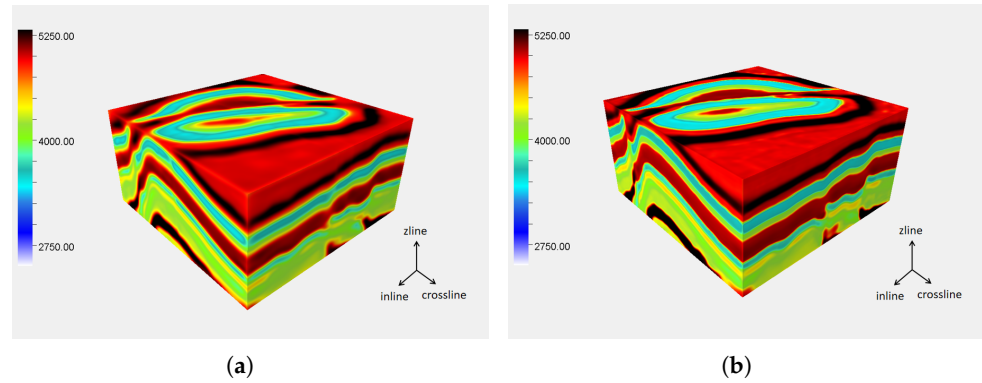 5250.00
4000.00
2750.00
zline
inline
crossline
(a)
5250.00
4000.00
2750.00
zline
inline
crossline
(b)